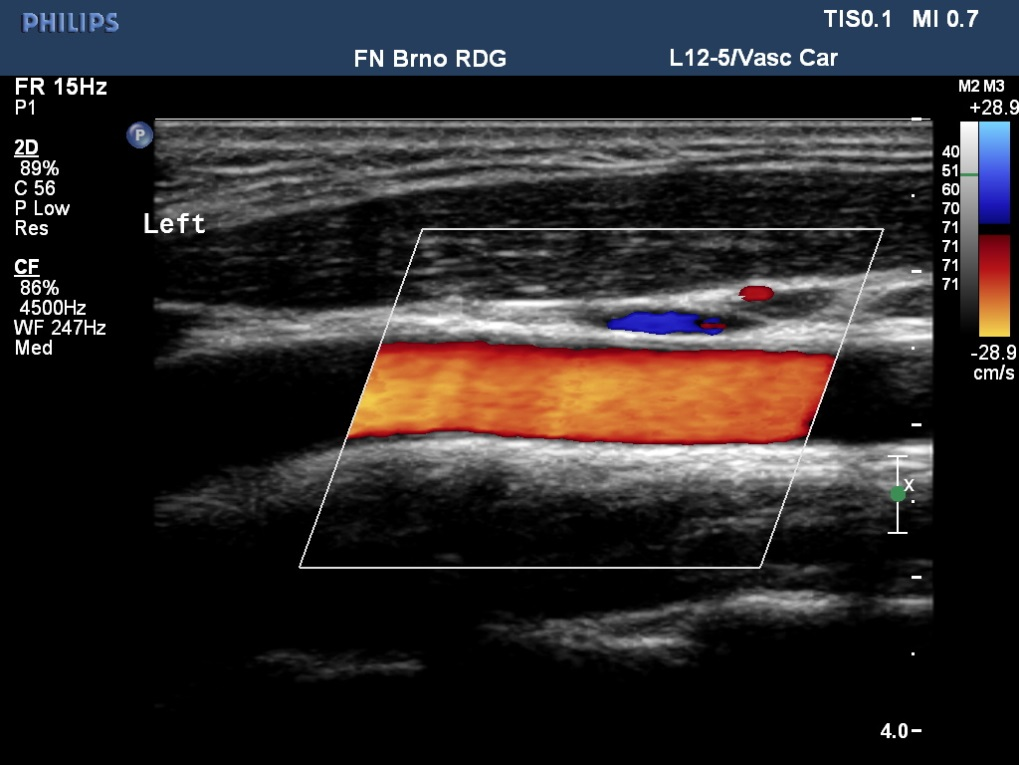 PHILIPS
TIS0.1 MI 0.7
FN Brno RDG
L12-5/Vasc Car
FR 15Hz
P1
2D
89%
C 56
P Low
Res
CF
86%
4500Hz
WF 247Hz
Med
P
Left
M2 M3
+28.9
40
51
60
70
71
71
71
71
-28.9
cm/s
x
4.0